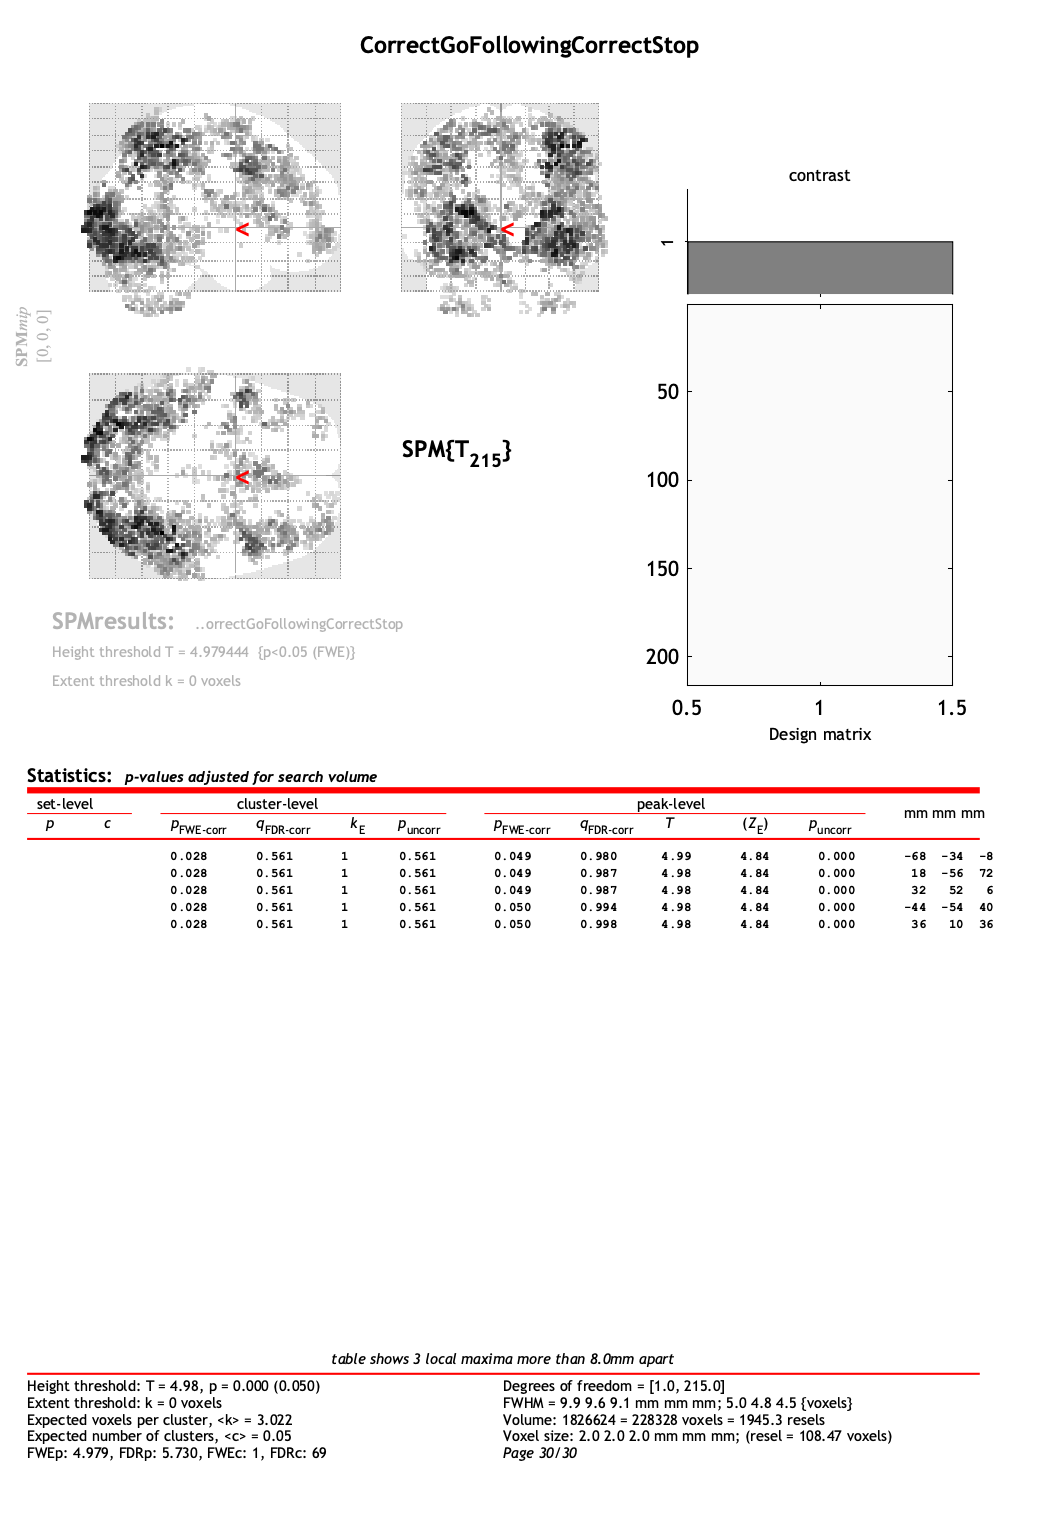 CorrectGoFollowingCorrectStop
<
<
contrast
1
SPMmip
[0, 0, 0]
50
100
150
200
0.5 1 1.5
Design matrix
<
SPM{T215}
SPMresults: ..orrectGoFollowingCorrectStop
Height threshold T = 4.979444 {p<0.05 (FWE)}
Extent threshold k = 0 voxels
Statistics: p-values adjusted for search volume
set-level cluster-level peak-level mm mm mm
p c pFWE-corr qFDR-corr kE puncorr pFWE-corr qFDR-corr T (ZE) puncorr
0.028 0.561 1 0.561 0.049 0.980 4.99 4.84 0.000 -68 -34 -8
0.028 0.561 1 0.561 0.049 0.987 4.98 4.84 0.000 18 -56 72
0.028 0.561 1 0.561 0.049 0.987 4.98 4.84 0.000 32 52 6
0.028 0.561 1 0.561 0.050 0.994 4.98 4.84 0.000 -44 -54 40
0.028 0.561 1 0.561 0.050 0.998 4.98 4.84 0.000 36 10 36
table shows 3 local maxima more than 8.0mm apart
Height threshold: T = 4.98, p = 0.000 (0.050)
Extent threshold: k = 0 voxels
Expected voxels per cluster, <k> = 3.022
Expected number of clusters, <c> = 0.05
FWEp: 4.979, FDRp: 5.730, FWEc: 1, FDRc: 69
Degrees of freedom = [1.0, 215.0]
FWHM = 9.9 9.6 9.1 mm mm mm; 5.0 4.8 4.5 {voxels}
Volume: 1826624 = 228328 voxels = 1945.3 resels
Voxel size: 2.0 2.0 2.0 mm mm mm; (resel = 108.47 voxels)
Page 30/30